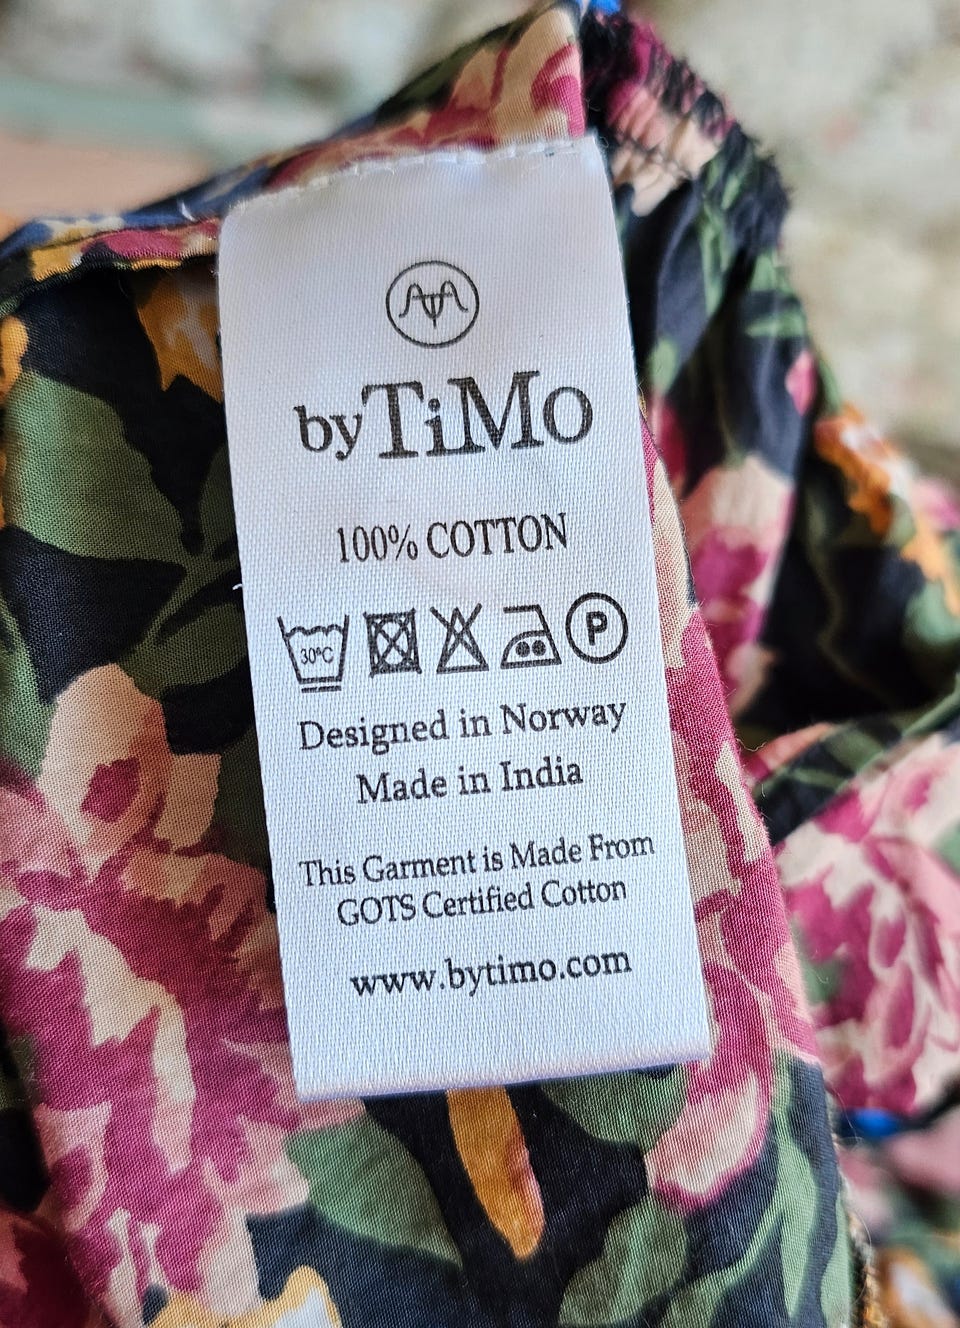 byTiMo
100% COTTON
30°C P
Designed in Norway
Made in India
This Garment is Made From
GOTS Certified Cotton
www.bytimo.com